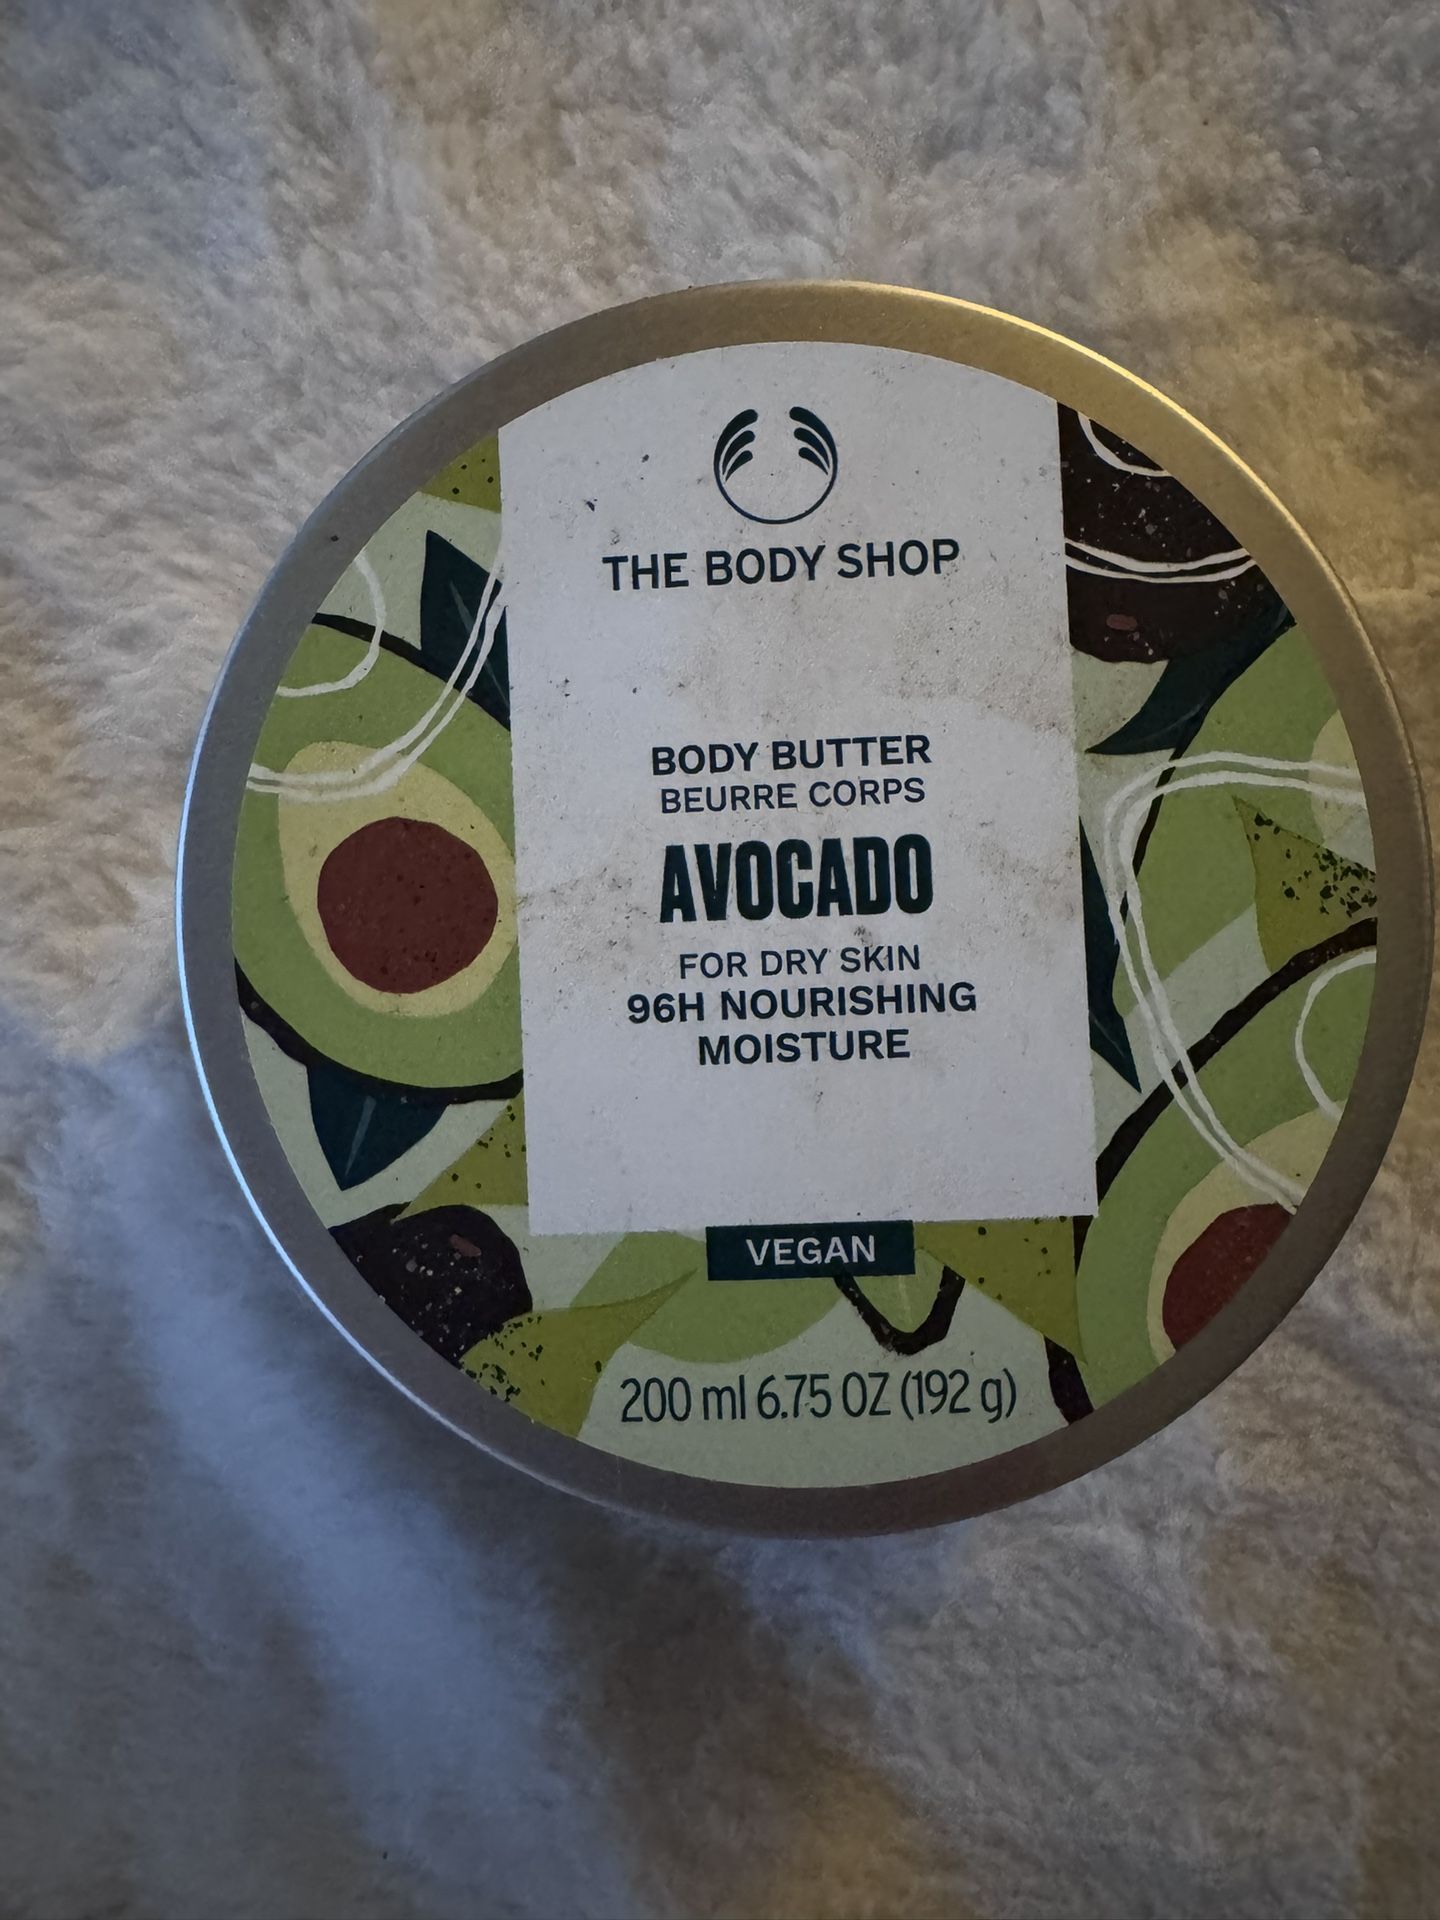 THE BODY SHOP
BODY BUTTER
BEURRE CORPS
AVOCADO
FOR DRY SKIN
96H NOURISHING
MOISTURE
VEGAN
200 ml 6.75 OZ (192 g)